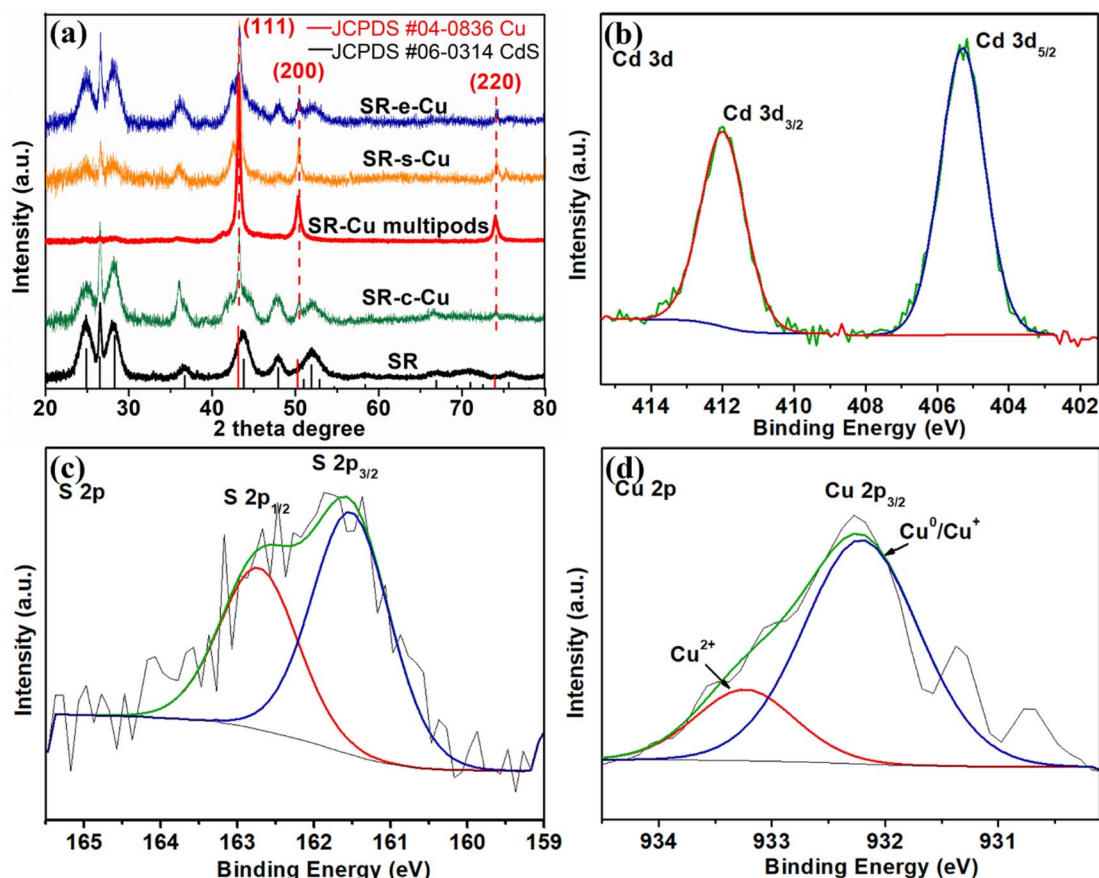 (a)
JCPDS #04-0836 Cu
JCPDS #06-0314 CdS
(111)
(200)
(220)
SR-e-Cu
SR-s-Cu
SR-Cu multipods
SR-c-Cu
SR
Intensity (a.u.)
20 30 40 50 60 70 80
2 theta degree
(b)
Cd 3d
Cd 3d5/2
Cd 3d3/2
Intensity (a.u.)
414 412 410 408 406 404 402
Binding Energy (eV)
(c)
S 2p
S 2p1/2
S 2p3/2
Intensity (a.u.)
165 164 163 162 161 160 159
Binding Energy (eV)
(d)
Cu 2p
Cu 2p3/2
Cu0/Cu+
Cu2+
Intensity (a.u.)
934 933 932 931
Binding Energy (eV)